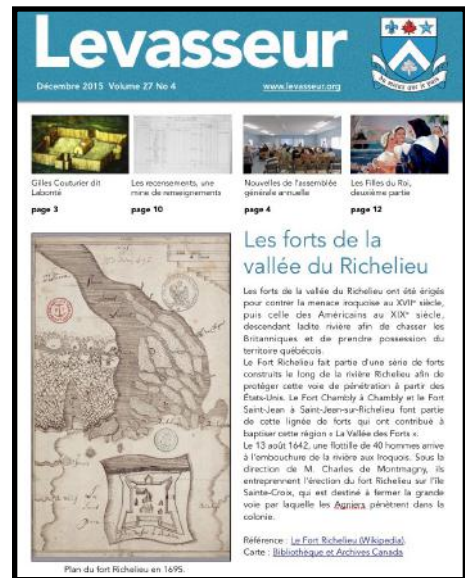 Levasseur
Décembre 2015 Volume 27 No 4
www.levasseur.org
du mieux que je puis
Gilles Couturier dit
Labonté
page 3
Les recensements, une
mine de renseignements
page 10
Nouvelles de l'assemblée
générale annuelle
page 4
Les Filles du Roi,
deuxième partie
page 12
Les forts de la
vallée du Richelieu
Les forts de la vallée du Richelieu ont été érigés
pour contrer la menace iroquoise au XVIIᵉ siècle,
puis celle des Américains au XIXᵉ siècle,
descendant ladite rivière afin de chasser les
Britanniques et de prendre possession du
territoire québécois.
Le Fort Richelieu fait partie d'une série de forts
construits le long de la rivière Richelieu afin de
protéger cette voie de pénétration à partir des
États-Unis. Le Fort Chambly à Chambly et le Fort
Saint-Jean à Saint-Jean-sur-Richelieu font partie
de cette lignée de forts qui ont contribué à
baptiser cette région « La Vallée des Forts ».
Le 13 août 1642, une flottille de 40 hommes arrive
à l'embouchure de la rivière aux Iroquois. Sous la
direction de M. Charles de Montmagny, ils
entreprennent l'érection du fort Richelieu sur l'île
Sainte-Croix, qui est destiné à fermer la grande
voie par laquelle les Agniers pénètrent dans la
colonie.
Référence : Le Fort Richelieu (Wikipedia).
Carte : Bibliothèque et Archives Canada
Plan du fort Richelieu en 1695.